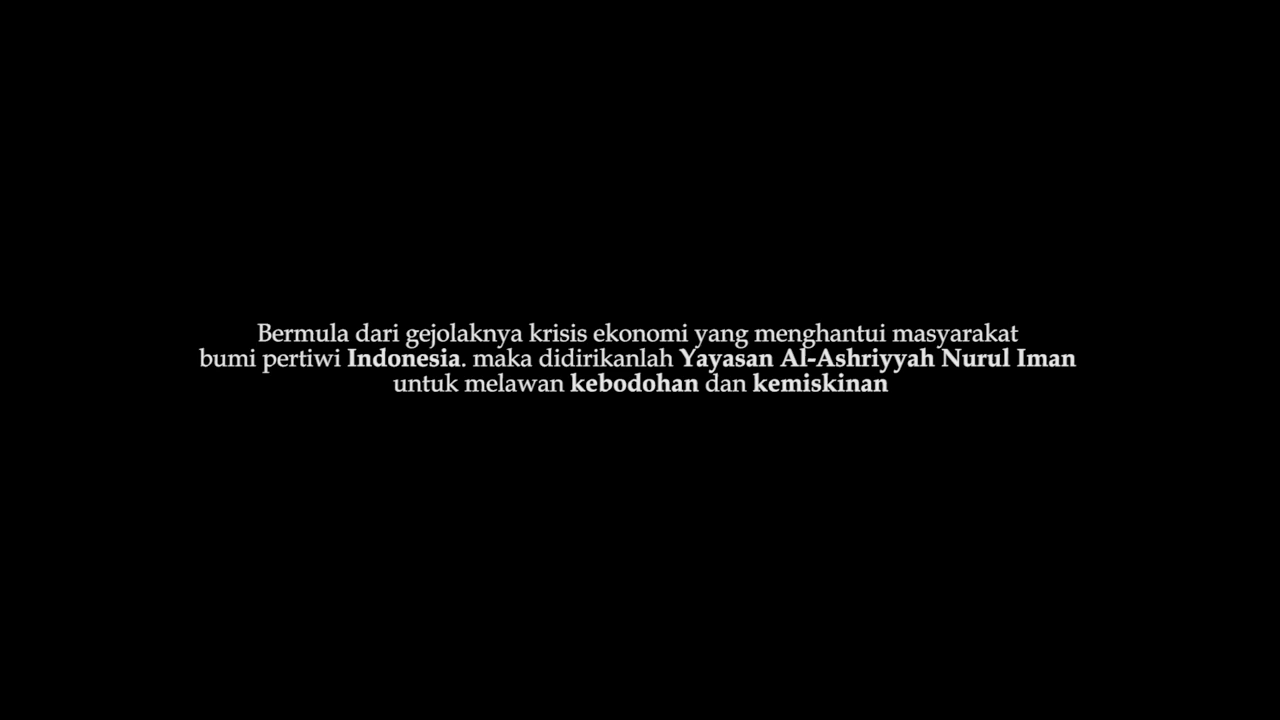 Bermula dari gejolaknya krisis ekonomi yang menghantui masyarakat
bumi pertiwi Indonesia. maka didirikanlah Yayasan Al-Ashriyyah Nurul Iman
untuk melawan kebodohan dan kemiskinan